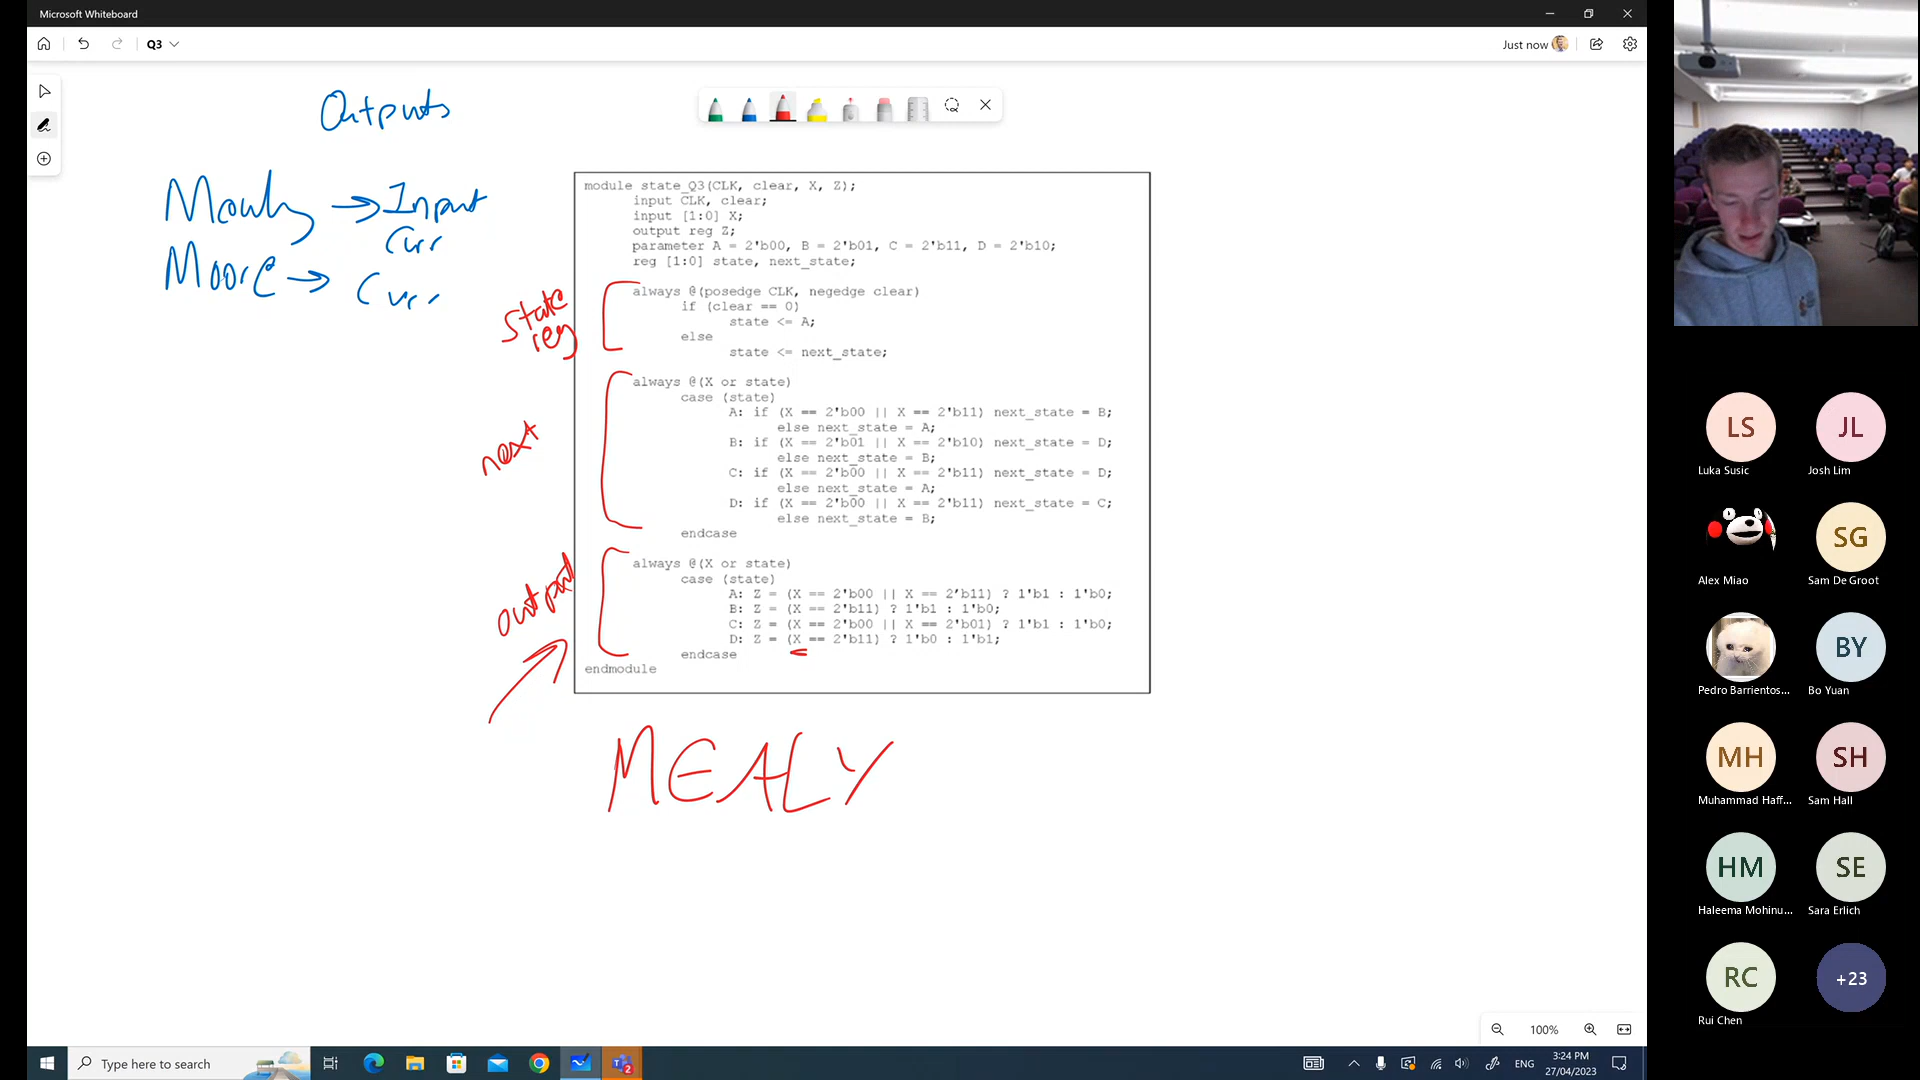 Microsoft Whiteboard
Q3
Just now
Outputs
Mealy → Input
Curr
Moore → Curr
module state_Q3(CLK, clear, X, Z);
input CLK, clear;
input [1:0] X;
output reg Z;
parameter A = 2'b00, B = 2'b01, C = 2'b11, D = 2'b10;
reg [1:0] state, next_state;
state reg
always @(posedge CLK, negedge clear)
if (clear == 0)
state <= A;
else
state <= next_state;
next
always @(X or state)
case (state)
A: if (X == 2'b00 || X == 2'b11) next_state = B;
else next_state = A;
B: if (X == 2'b01 || X == 2'b10) next_state = D;
else next_state = B;
C: if (X == 2'b00 || X == 2'b11) next_state = D;
else next_state = A;
D: if (X == 2'b00 || X == 2'b11) next_state = C;
else next_state = B;
endcase
output
always @(X or state)
case (state)
A: Z = (X == 2'b00 || X == 2'b11) ? 1'b1 : 1'b0;
B: Z = (X == 2'b11) ? 1'b1 : 1'b0;
C: Z = (X == 2'b00 || X == 2'b01) ? 1'b1 : 1'b0;
D: Z = (X == 2'b11) ? 1'b0 : 1'b1;
endcase
endmodule
MEALY
100%
LS
Luka Susic
JL
Josh Lim
Alex Miao
SG
Sam De Groot
Pedro Barrientos...
BY
Bo Yuan
MH
Muhammad Haff...
SH
Sam Hall
HM
Haleema Mohinu...
SE
Sara Erlich
RC
Rui Chen
+23
Type here to search
2
ENG
3:24 PM
27/04/2023